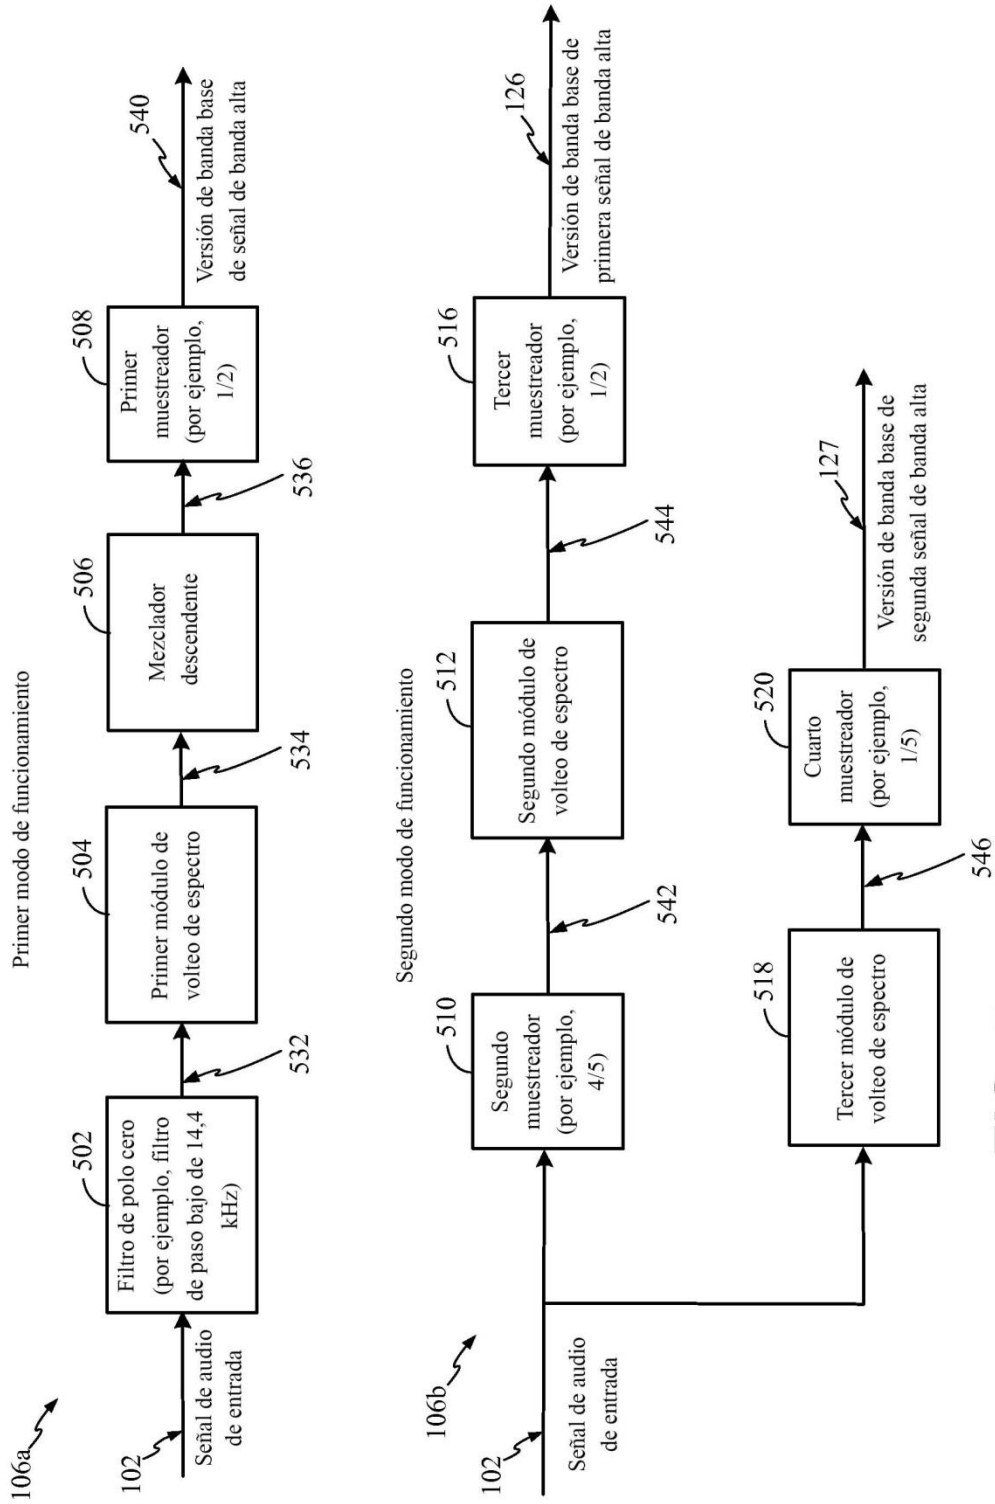 106a
Primer modo de funcionamiento
102
Señal de audio
de entrada
502
Filtro de polo cero
(por ejemplo, filtro
de paso bajo de 14,4
kHz)
532
504
Primer módulo de
volteo de espectro
534
506
Mezclador
descendente
536
508
Primer
muestreador
(por ejemplo,
1/2)
540
Versión de banda base
de señal de banda alta
106b
Segundo modo de funcionamiento
102
Señal de audio
de entrada
510
Segundo
muestreador
(por ejemplo,
4/5)
542
512
Segundo módulo de
volteo de espectro
544
516
Tercer
muestreador
(por ejemplo,
1/2)
126
Versión de banda base de
primera señal de banda alta
518
Tercer módulo de
volteo de espectro
546
520
Cuarto
muestreador
(por ejemplo,
1/5)
127
Versión de banda base de
segunda señal de banda alta